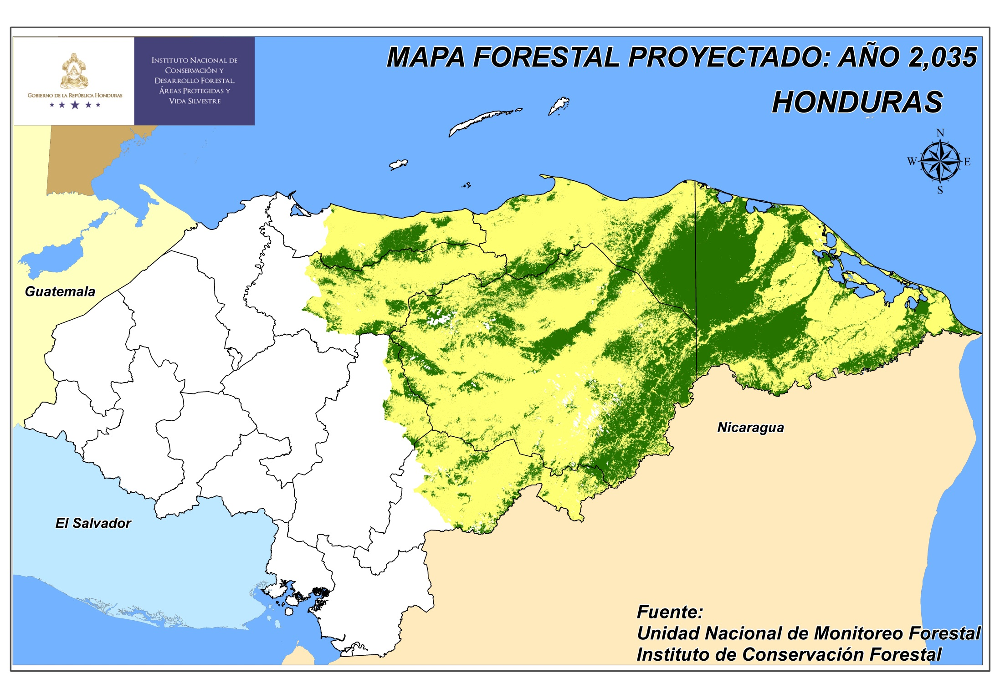 INSTITUTO NACIONAL DE
CONSERVACIÓN Y
DESARROLLO FORESTAL,
ÁREAS PROTEGIDAS Y
VIDA SILVESTRE
GOBIERNO DE LA REPÚBLICA HONDURAS
MAPA FORESTAL PROYECTADO: AÑO 2,035
HONDURAS
N
W E
S
Guatemala
Nicaragua
El Salvador
Fuente:
Unidad Nacional de Monitoreo Forestal
Instituto de Conservación Forestal